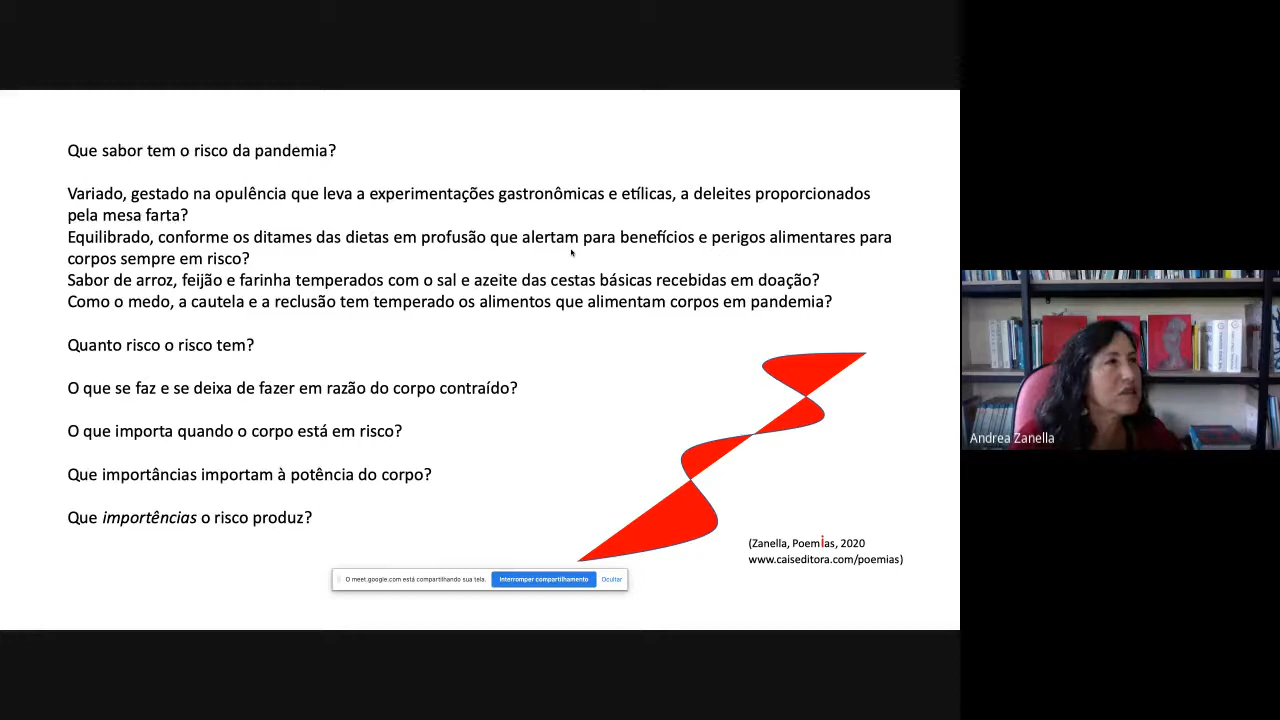 Que sabor tem o risco da pandemia?
Variado, gestado na opulência que leva a experimentações gastronômicas e etílicas, a deleites proporcionados
pela mesa farta?
Equilibrado, conforme os ditames das dietas em profusão que alertam para benefícios e perigos alimentares para
corpos sempre em risco?
Sabor de arroz, feijão e farinha temperados com o sal e azeite das cestas básicas recebidas em doação?
Como o medo, a cautela e a reclusão tem temperado os alimentos que alimentam corpos em pandemia?
Quanto risco o risco tem?
O que se faz e se deixa de fazer em razão do corpo contraído?
O que importa quando o corpo está em risco?
Que importâncias importam à potência do corpo?
Que importências o risco produz?
(Zanella, Poemias, 2020
www.caiseditora.com/poemias)
O meet.google.com está compartilhando sua tela.
Interromper compartilhamento
Ocultar
Andrea Zanella